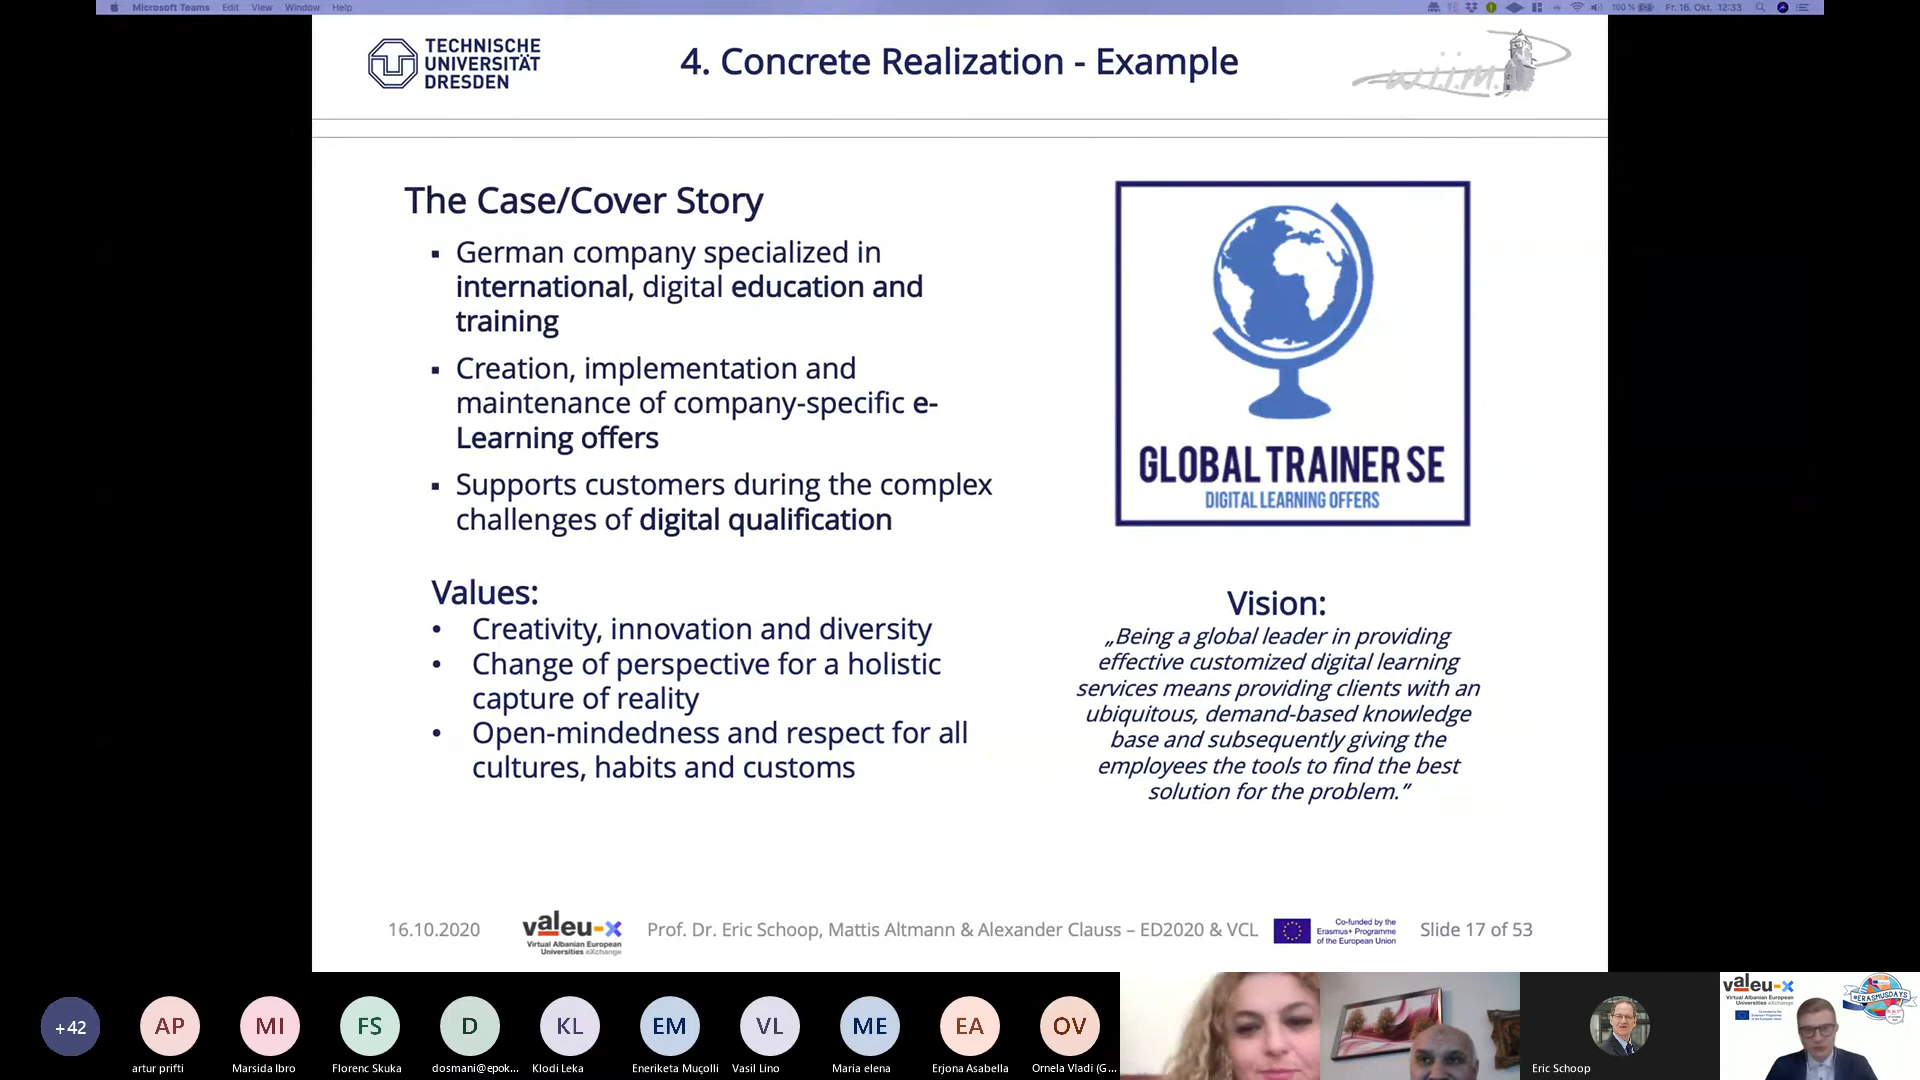 Microsoft Teams Edit View Window Help
100 % Fr. 16. Okt. 12:33
TECHNISCHE
UNIVERSITÄT
DRESDEN
4. Concrete Realization - Example
w.i.i.m.
The Case/Cover Story
▪ German company specialized in
international, digital education and
training
▪ Creation, implementation and
maintenance of company-specific e-
Learning offers
▪ Supports customers during the complex
challenges of digital qualification
GLOBAL TRAINER SE
DIGITAL LEARNING OFFERS
Values:
• Creativity, innovation and diversity
• Change of perspective for a holistic
capture of reality
• Open-mindedness and respect for all
cultures, habits and customs
Vision:
„Being a global leader in providing
effective customized digital learning
services means providing clients with an
ubiquitous, demand-based knowledge
base and subsequently giving the
employees the tools to find the best
solution for the problem.”
16.10.2020
valeu-x
Virtual Albanian European
Universities eXchange
Prof. Dr. Eric Schoop, Mattis Altmann & Alexander Clauss – ED2020 & VCL
Co-funded by the
Erasmus+ Programme
of the European Union
Slide 17 of 53
+42
AP
artur prifti
MI
Marsida Ibro
FS
Florenc Skuka
D
dosmani@epok...
KL
Klodi Leka
EM
Eneriketa Muçolli
VL
Vasil Lino
ME
Maria elena
EA
Erjona Asabella
OV
Ornela Vladi (G...
Eric Schoop
valeu-x
Virtual Albanian European
Universities eXchange
#ERASMUSDAYS